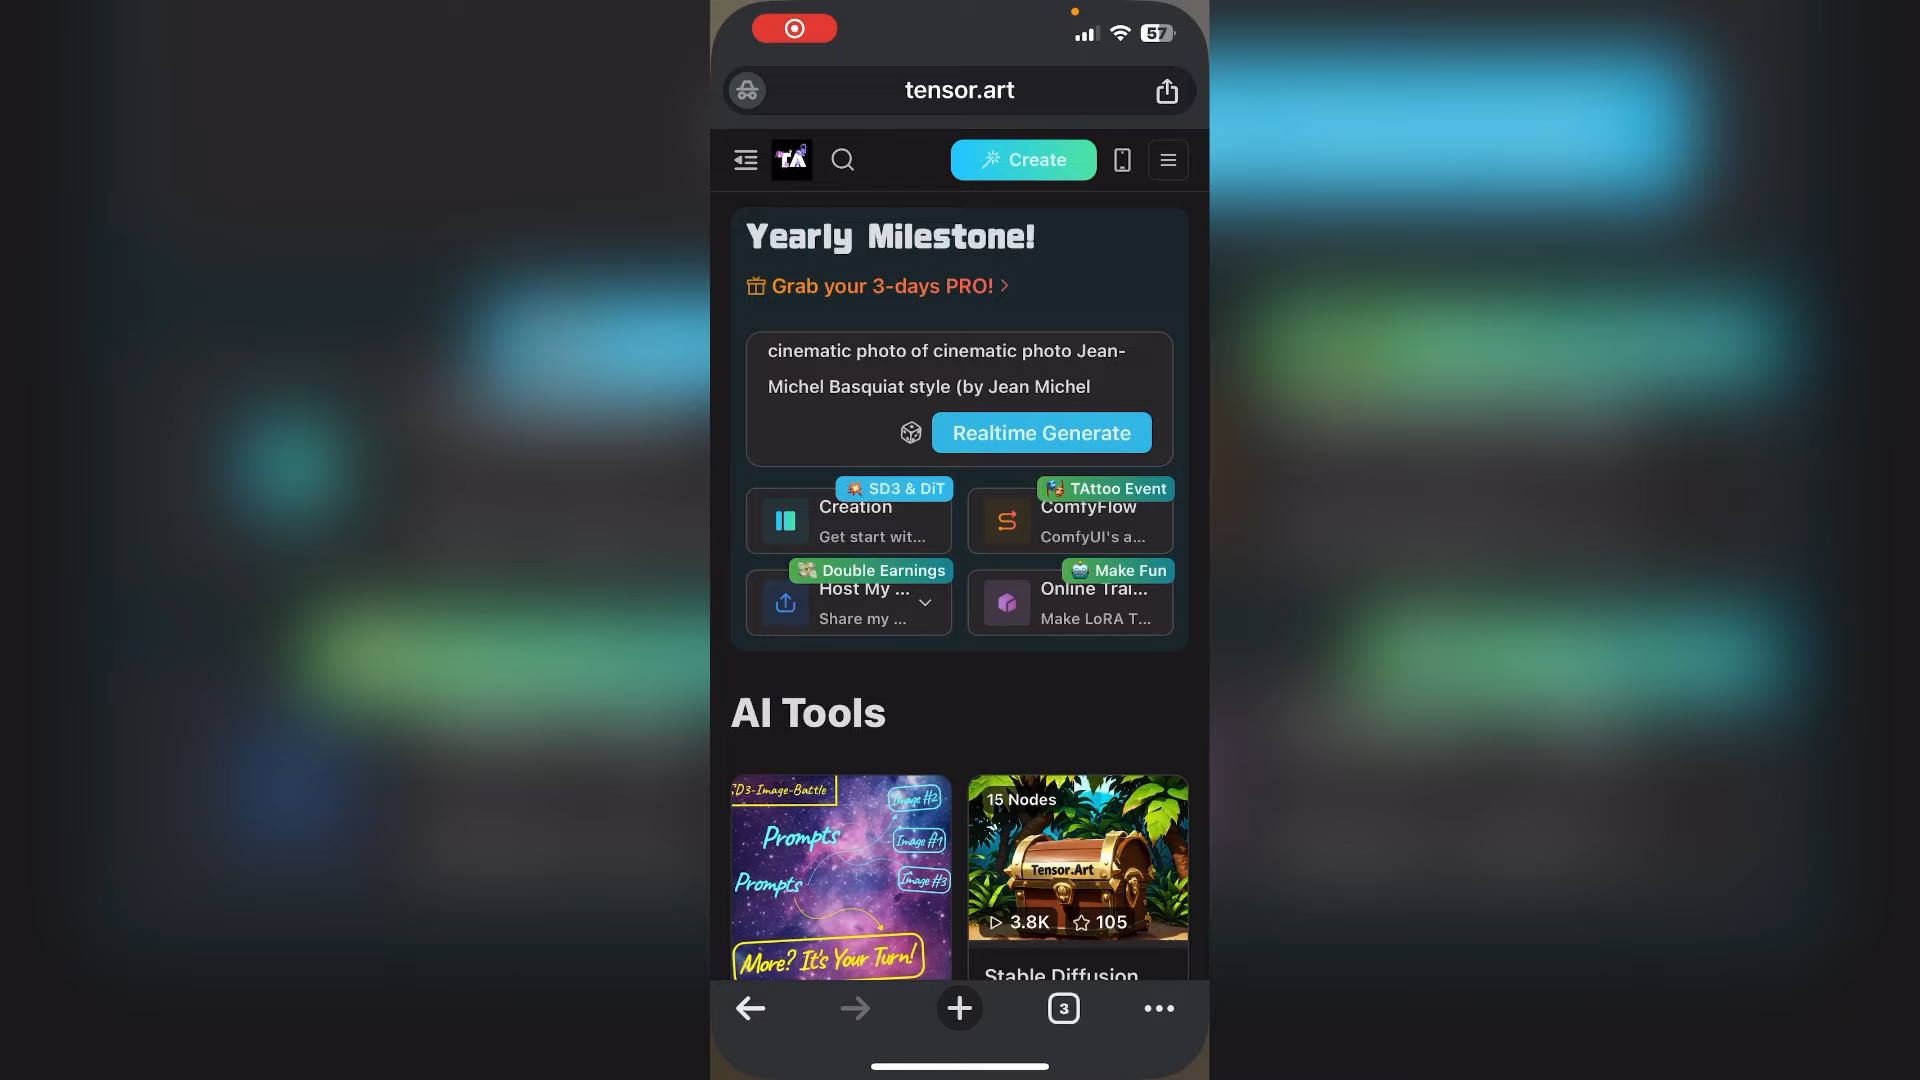 57
tensor.art
TA
Create
Yearly Milestone!
Grab your 3-days PRO!
cinematic photo of cinematic photo Jean-
Michel Basquiat style (by Jean Michel
Realtime Generate
SD3 & DiT
Creation
Get start wit...
TAttoo Event
ComfyFlow
ComfyUI's a...
Double Earnings
Host My ...
Share my ...
Make Fun
Online Trai...
Make LoRA T...
AI Tools
SD3-Image-Battle
Image #2
Prompts
Image #1
Prompts
Image #3
More? It's Your Turn!
15 Nodes
Tensor.Art
3.8K
105
Stable Diffusion
3